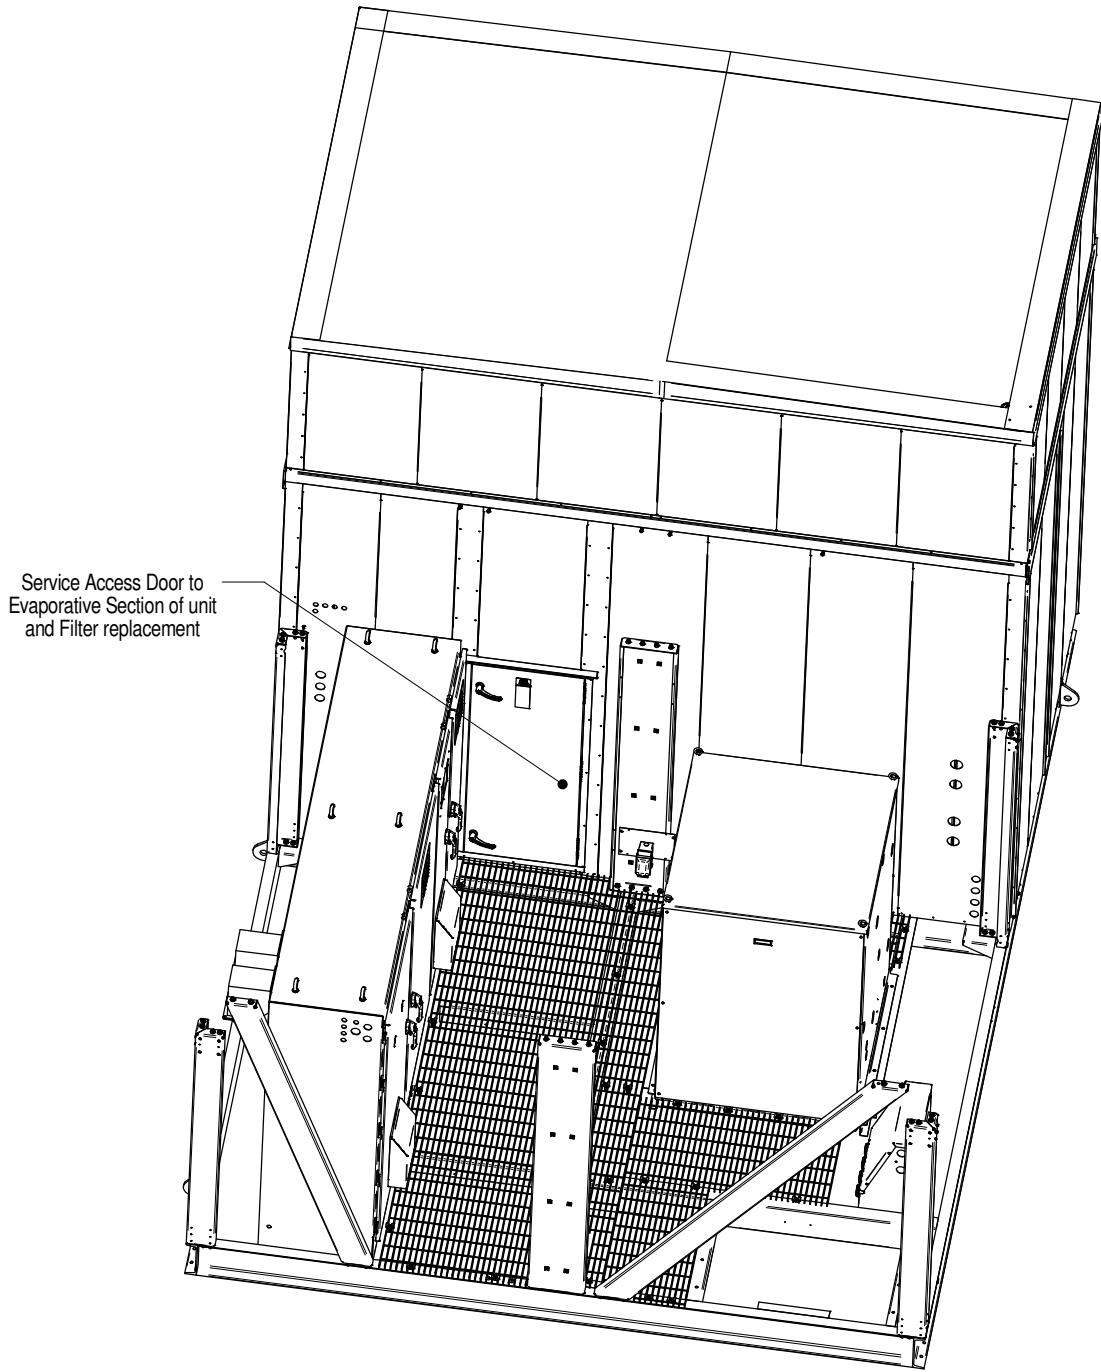 Service Access Door to
Evaporative Section of unit
and Filter replacement